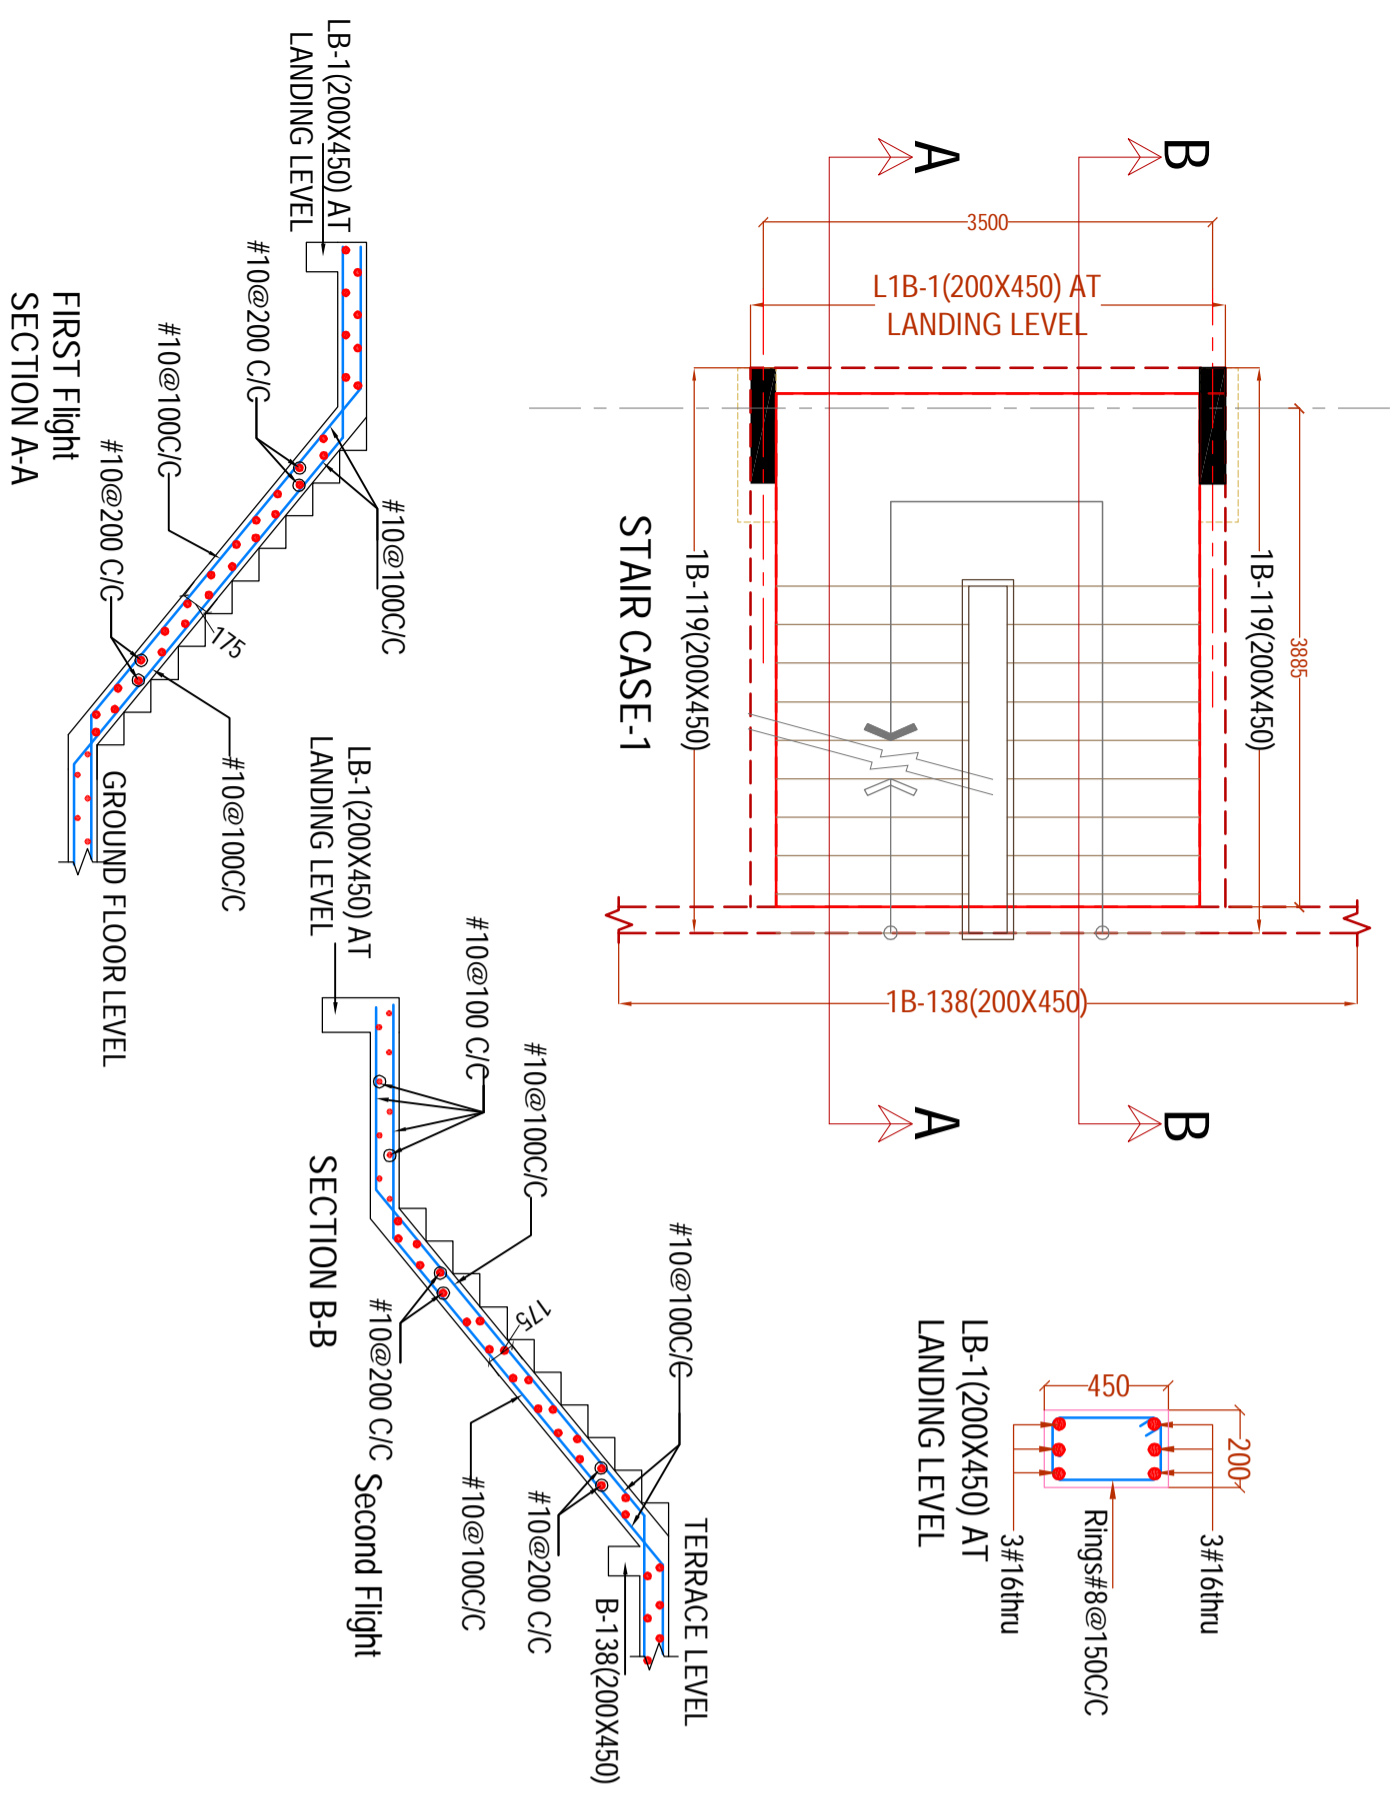 B
B
A
A
3500
L1B-1(200X450) AT
LANDING LEVEL
1B-119(200X450)
3885
1B-119(200X450)
1B-138(200X450)
STAIR CASE-1
450
200
3#16thru
Rings#8@150C/C
3#16thru
LB-1(200X450) AT
LANDING LEVEL
LB-1(200X450) AT
LANDING LEVEL
#10@200 C/C
#10@100C/C
#10@100C/C
175
#10@200 C/C
#10@100C/C
GROUND FLOOR LEVEL
FIRST Flight
SECTION A-A
LB-1(200X450) AT
LANDING LEVEL
#10@100 C/C
#10@100C/C
#10@100C/C
175
#10@200 C/C
#10@100C/C
#10@200 C/C
TERRACE LEVEL
B-138(200X450)
Second Flight
SECTION B-B